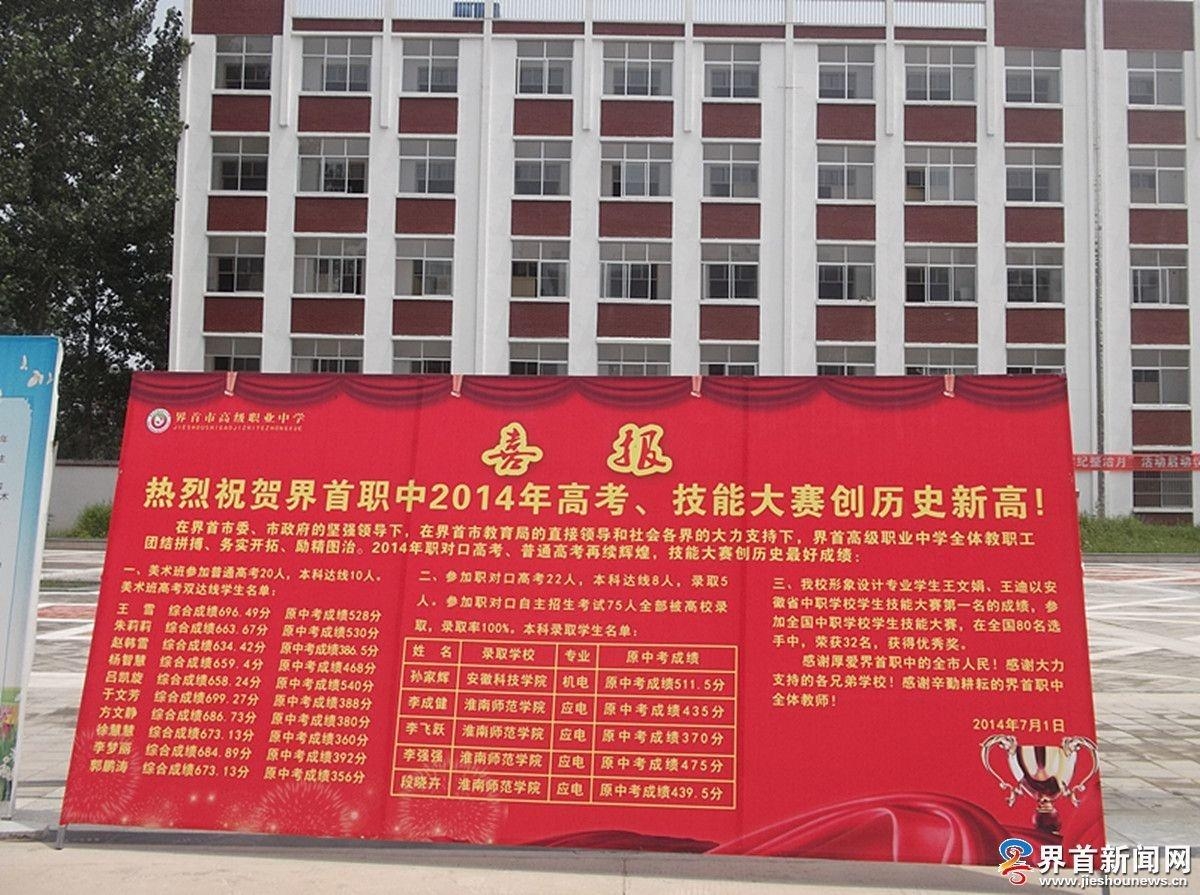 界首市高级职业中学
JIESHOUSHIGAOJIZHIYEZHONGXUE
喜 报
热烈祝贺界首职中2014年高考、技能大赛创历史新高!
在界首市委、市政府的坚强领导下，在界首市教育局的直接领导和社会各界的大力支持下，界首高级职业中学全体教职工
团结拼搏、务实开拓、励精图治。2014年职对口高考、普通高考再续辉煌，技能大赛创历史最好成绩：
一、美术班参加普通高考20人，本科达线10人。
美术班高考双达线学生名单：
王 雪 综合成绩696.49分 原中考成绩528分
朱莉莉 综合成绩663.67分 原中考成绩530分
赵韩雪 综合成绩634.42分 原中考成绩386.5分
杨智慧 综合成绩659.4分 原中考成绩468分
吕凯旋 综合成绩658.24分 原中考成绩540分
于文芳 综合成绩699.27分 原中考成绩388分
方文静 综合成绩686.73分 原中考成绩380分
徐慧慧 综合成绩673.13分 原中考成绩360分
李梦丽 综合成绩684.89分 原中考成绩392分
郭鹏涛 综合成绩673.13分 原中考成绩356分
二、参加职对口高考22人，本科达线8人，录取5
人。参加职对口自主招生考试75人全部被高校录
取，录取率100%。本科录取学生名单：
姓 名 录取学校 专业 原中考成绩
孙家辉 安徽科技学院 机电 原中考成绩511.5分
李成健 淮南师范学院 应电 原中考成绩435分
李飞跃 淮南师范学院 应电 原中考成绩370分
李强强 淮南师范学院 应电 原中考成绩475分
段晓卉 淮南师范学院 应电 原中考成绩439.5分
三、我校形象设计专业学生王文娟、王迪以安
徽省中职学校学生技能大赛第一名的成绩，参
加全国中职学校学生技能大赛，在全国80名选
手中，荣获32名，获得优秀奖。
感谢厚爱界首职中的全市人民！感谢大力
支持的各兄弟学校！感谢辛勤耕耘的界首职中
全体教师！
2014年7月1日
纪整治月 活动启动
界首新闻网
www.jieshounews.cn